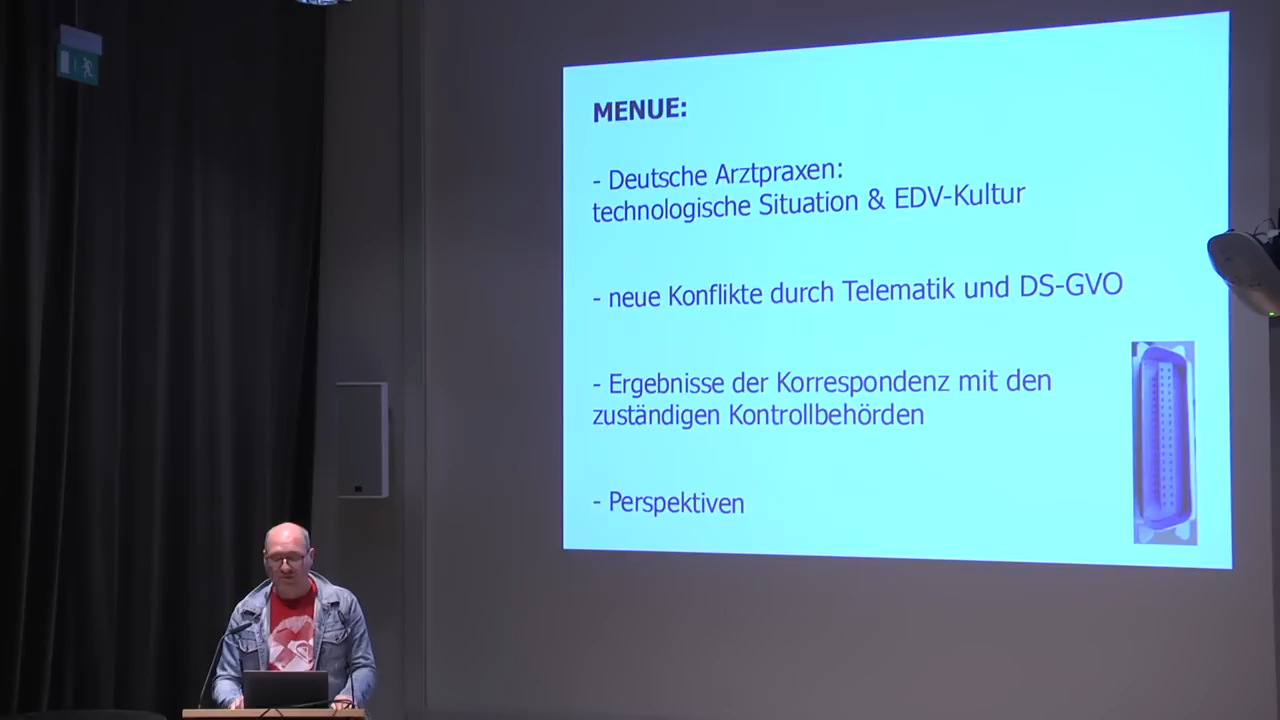 MENUE:
- Deutsche Arztpraxen:
technologische Situation & EDV-Kultur
- neue Konflikte durch Telematik und DS-GVO
- Ergebnisse der Korrespondenz mit den
zuständigen Kontrollbehörden
- Perspektiven